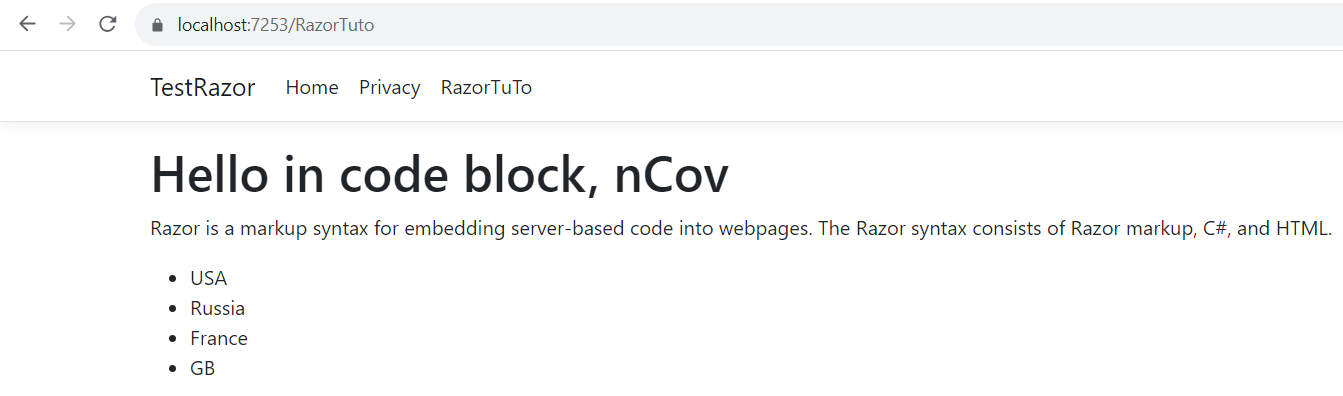 localhost:7253/RazorTuto
TestRazor Home Privacy RazorTuTo
Hello in code block, nCov
Razor is a markup syntax for embedding server-based code into webpages. The Razor syntax consists of Razor markup, C#, and HTML.
USA
Russia
France
GB